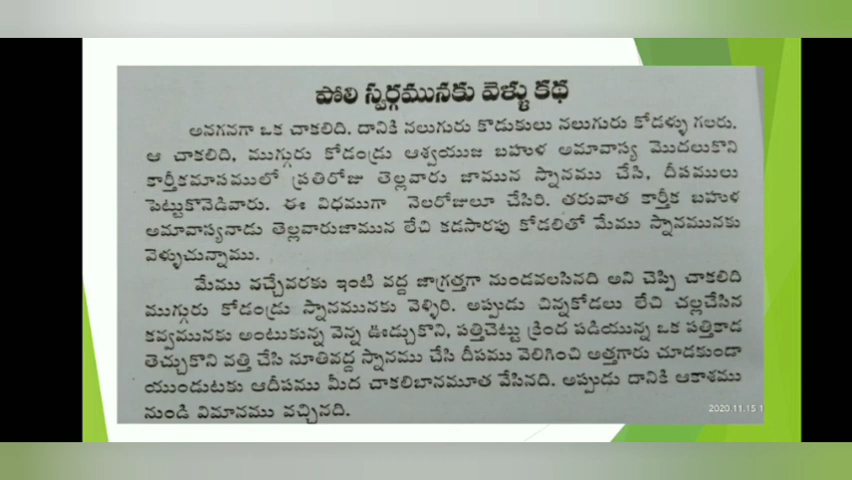 పోలి స్వర్గమునకు వెళ్ళు కథ
అనగనగా ఒక చాకలిది. దానికి నలుగురు కొడుకులు నలుగురు కోడళ్ళు గలరు.
ఆ చాకలిది, ముగ్గురు కోడండ్రు ఆశ్వయుజ బహుళ అమావాస్య మొదలుకొని
కార్తీకమాసములో ప్రతిరోజు తెల్లవారు జామున స్నానము చేసి, దీపములు
పెట్టుకొనెడివారు. ఈ విధముగా నెలరోజులూ చేసిరి. తరువాత కార్తీక బహుళ
అమావాస్యనాడు తెల్లవారుజామున లేచి కడసారపు కోడలితో మేము స్నానమునకు
వెళ్ళుచున్నాము.
మేము వచ్చేవరకు ఇంటి వద్ద జాగ్రత్తగా నుండవలసినది అని చెప్పి చాకలిది
ముగ్గురు కోడండ్రు స్నానమునకు వెళ్ళిరి. అప్పుడు చిన్నకోడలు లేచి చల్లచేసిన
కవ్వమునకు అంటుకున్న వెన్న ఊడ్చుకొని, పత్తిచెట్టు క్రింద పడియున్న ఒక పత్తికాడ
తెచ్చుకొని వత్తి చేసి నూతివద్ద స్నానము చేసి దీపము వెలిగించి అత్తగారు చూడకుండా
యుండుటకు ఆదీపము మీద చాకలిబానమూత వేసినది. అప్పుడు దానికి ఆకాశము
నుండి విమానము వచ్చినది.
2020.11.15 1